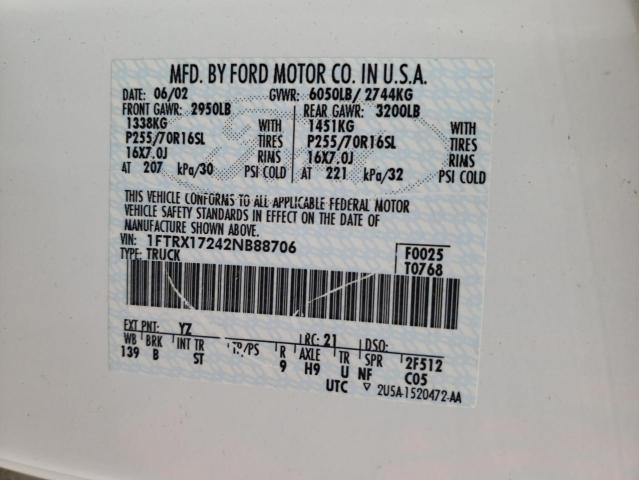 MFD. BY FORD MOTOR CO. IN U.S.A.
DATE: 06/02 GVWR: 6050LB/ 2744KG
FRONT GAWR: 2950LB REAR GAWR: 3200LB
1338KG WITH 1451KG WITH
P255/70R16SL TIRES P255/70R16SL TIRES
16X7.0J RIMS 16X7.0J RIMS
AT 207 kPa/30 PSI COLD AT 221 kPa/32 PSI COLD
THIS VEHICLE CONFORMS TO ALL APPLICABLE FEDERAL MOTOR
VEHICLE SAFETY STANDARDS IN EFFECT ON THE DATE OF
MANUFACTURE SHOWN ABOVE.
VIN: 1FTRX17242NB88706 F0025
TYPE: TRUCK T0768
EXT PNT: YZ RC: 21 DSO:
WB BRK INT TR TP/PS R AXLE TR SPR 2F512
139 B ST 9 H9 U NF C05
UTC ▽ 2U5A-1520472-AA